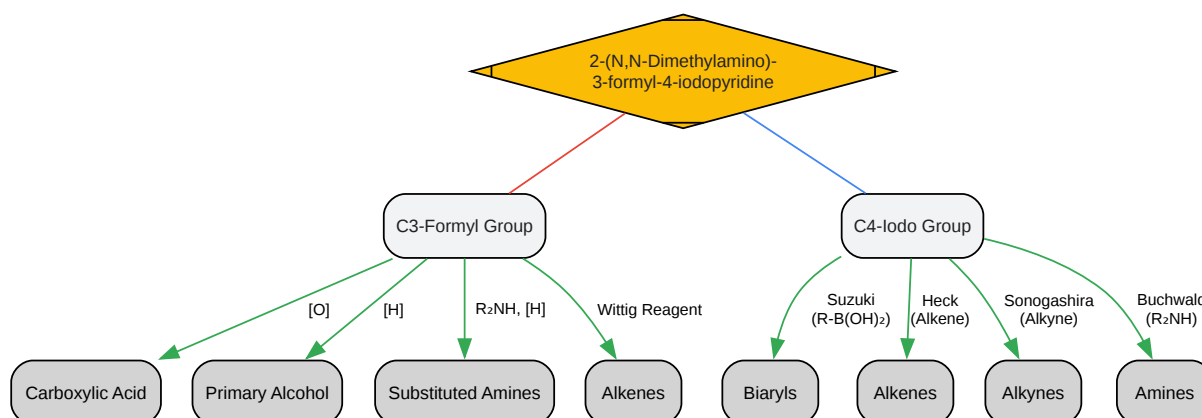 2-(N,N-Dimethylamino)-
3-formyl-4-iodopyridine
C3-Formyl Group
C4-Iodo Group
[O]
[H]
R₂NH, [H]
Wittig Reagent
Suzuki
(R-B(OH)₂)
Heck
(Alkene)
Sonogashira
(Alkyne)
Buchwald
(R₂NH)
Carboxylic Acid
Primary Alcohol
Substituted Amines
Alkenes
Biaryls
Alkenes
Alkynes
Amines